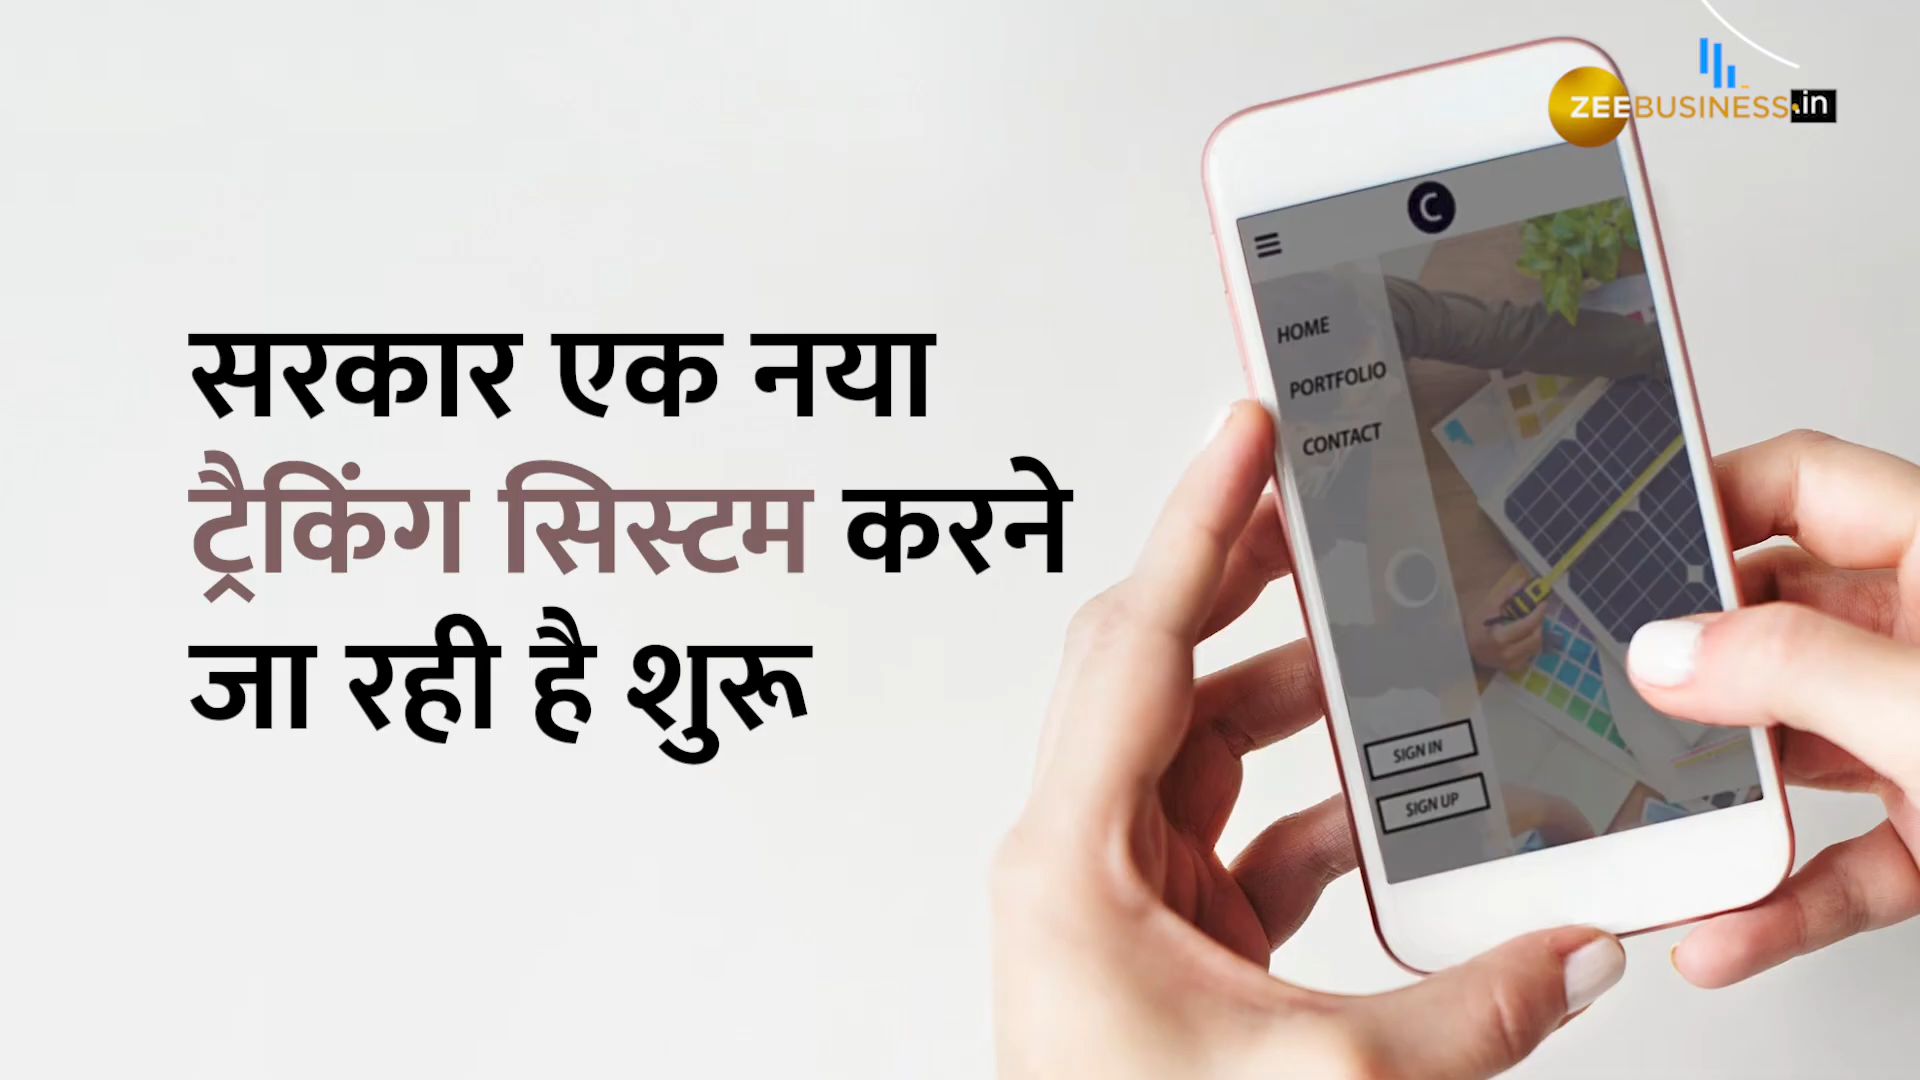 ZEEBUSINESS.in
सरकार एक नया
ट्रैकिंग सिस्टम करने
जा रही है शुरू
C
HOME
PORTFOLIO
CONTACT
SIGN IN
SIGN UP